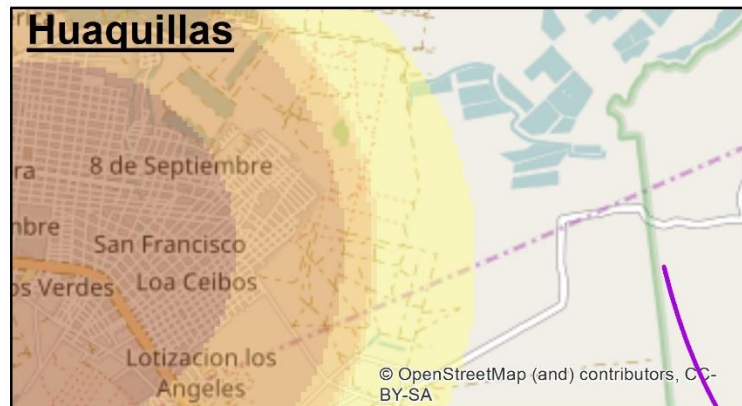 Huaquillas
8 de Septiembre
San Francisco
Loa Ceibos
Lotizacion los
Angeles
© OpenStreetMap (and) contributors, CC-
BY-SA